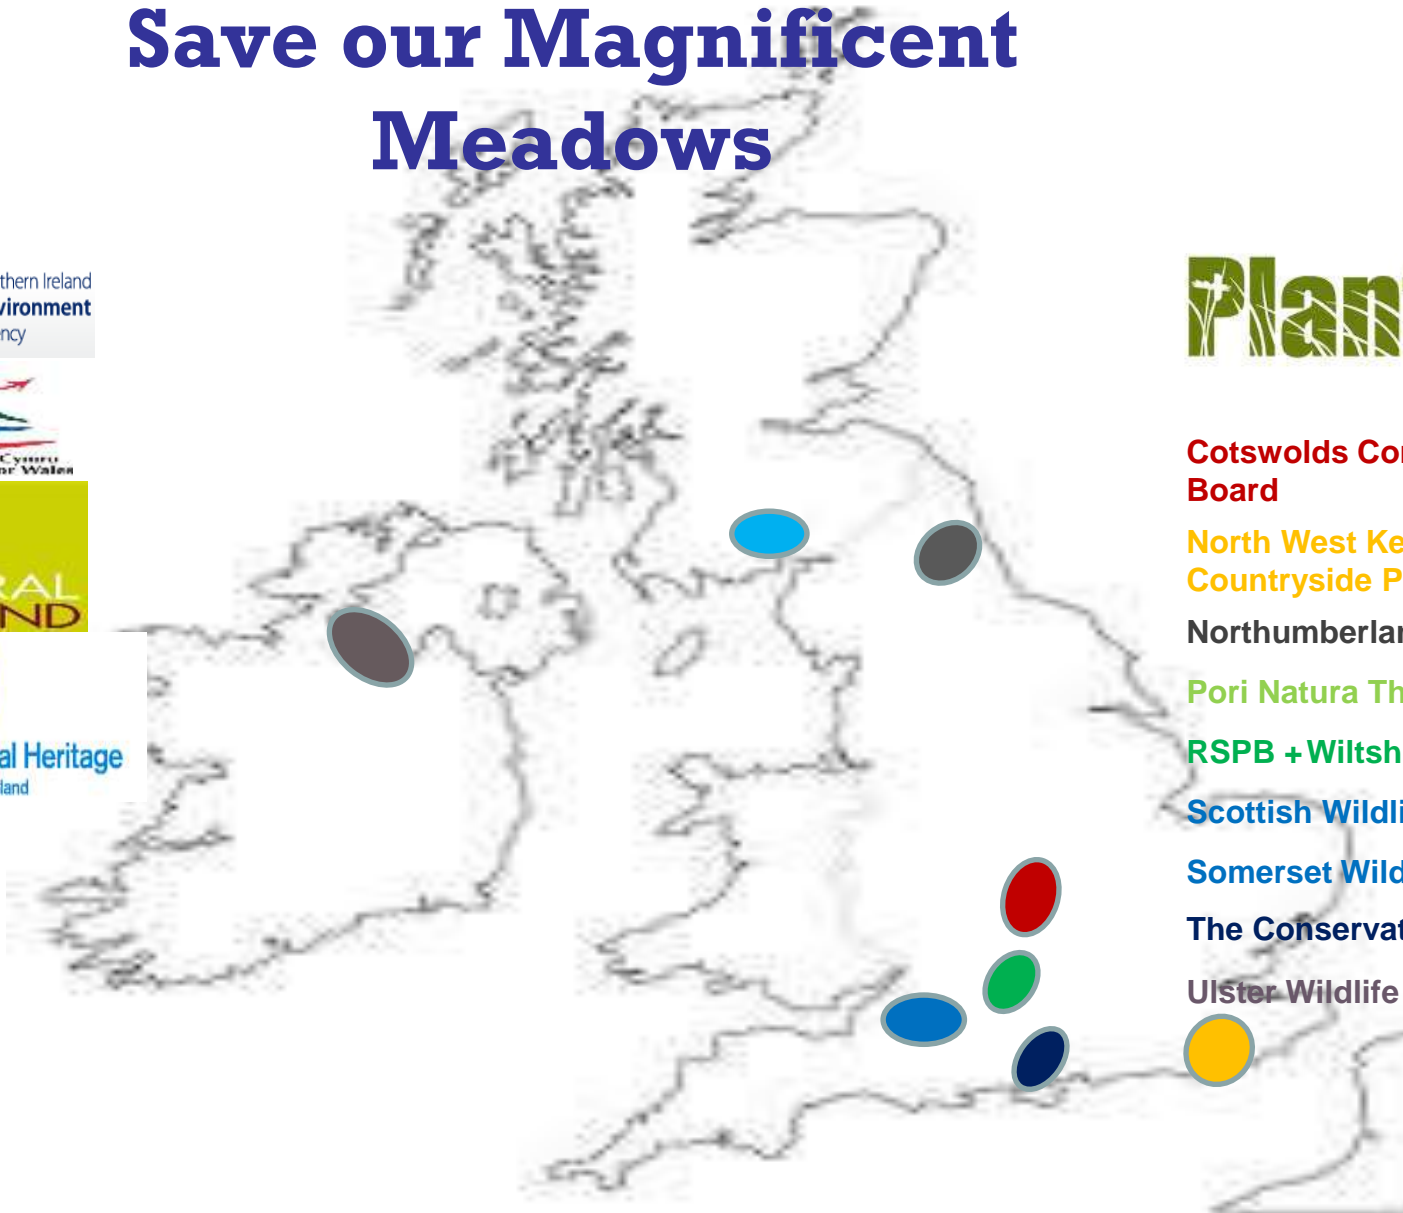 Save our Magnificent
Meadows
thern Ireland
vironment
ncy
Cymru
or Wales
RAL
ND
al Heritage
land
Plan
Cotswolds Co
Board
North West Ke
Countryside P
Northumberla
Pori Natura Th
RSPB + Wiltsh
Scottish Wildl
Somerset Wild
The Conservat
Ulster Wildlife